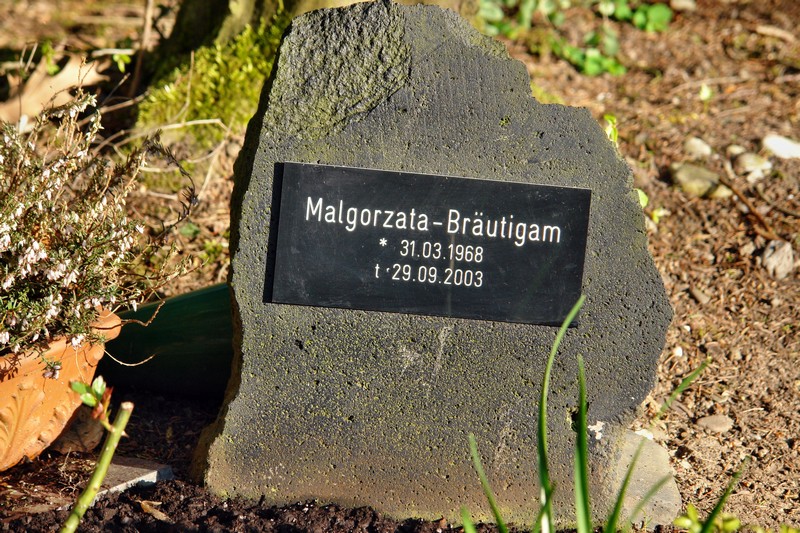 Malgorzata-Bräutigam
* 31.03.1968
† 29.09.2003